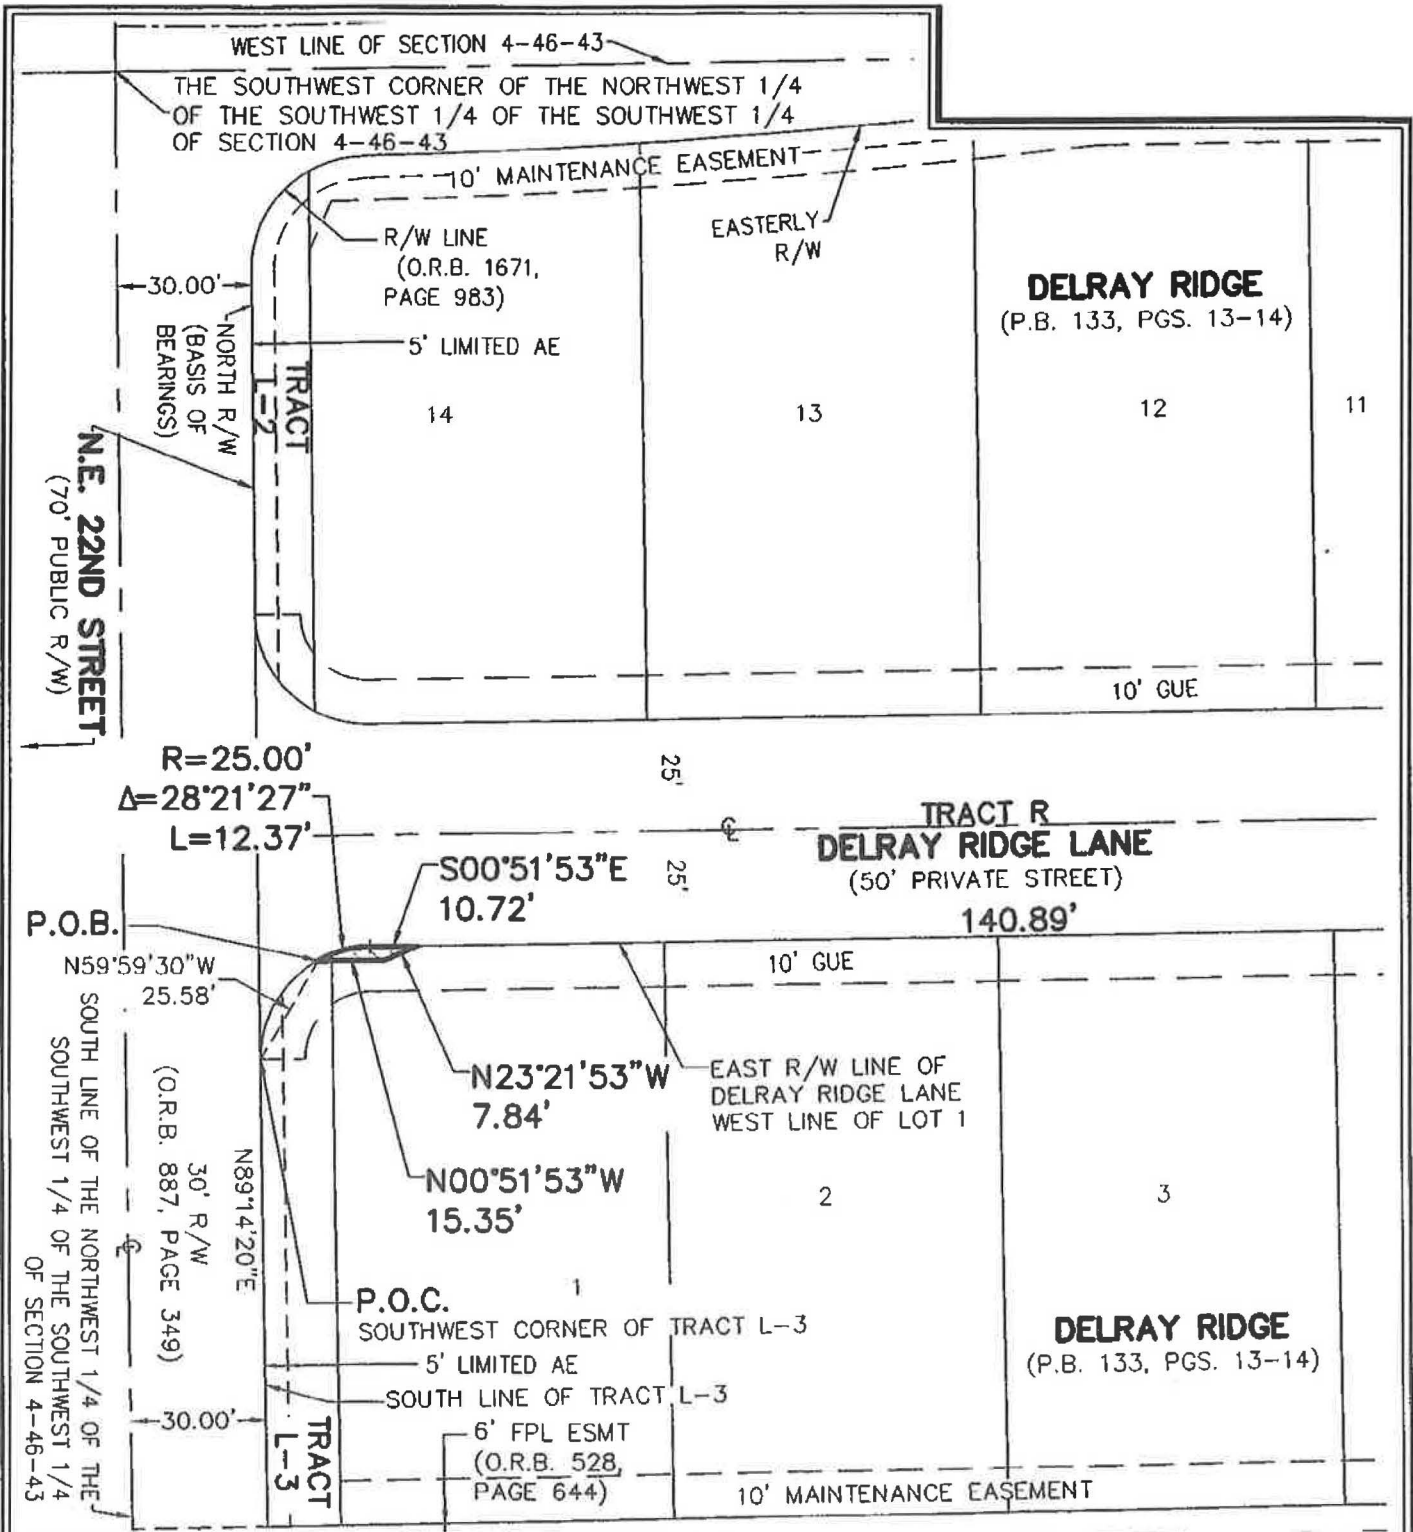 WEST LINE OF SECTION 4-46-43
THE SOUTHWEST CORNER OF THE NORTHWEST 1/4
OF THE SOUTHWEST 1/4 OF THE SOUTHWEST 1/4
OF SECTION 4-46-43
10' MAINTENANCE EASEMENT
EASTERLY
R/W
R/W LINE
(O.R.B. 1671,
PAGE 983)
30.00'
DELRAY RIDGE
(P.B. 133, PGS. 13-14)
5' LIMITED AE
NORTH R/W
(BASIS OF
BEARINGS)
TRACT
L-2
14
13
12
11
N.E. 22ND STREET
(70' PUBLIC R/W)
10' GUE
R=25.00'
Δ=28°21'27"
L=12.37'
25'
℄
25'
TRACT R
DELRAY RIDGE LANE
(50' PRIVATE STREET)
140.89'
S00°51'53"E
10.72'
P.O.B.
N59°59'30"W
25.58'
10' GUE
N23°21'53"W
7.84'
EAST R/W LINE OF
DELRAY RIDGE LANE
WEST LINE OF LOT 1
N00°51'53"W
15.35'
SOUTH LINE OF THE NORTHWEST 1/4 OF THE
SOUTHWEST 1/4 OF THE SOUTHWEST 1/4
OF SECTION 4-46-43
℄
30' R/W
(O.R.B. 887, PAGE 349)
N89°14'20"E
1
2
3
P.O.C.
SOUTHWEST CORNER OF TRACT L-3
5' LIMITED AE
SOUTH LINE OF TRACT L-3
DELRAY RIDGE
(P.B. 133, PGS. 13-14)
30.00'
TRACT
L-3
6' FPL ESMT
(O.R.B. 528,
PAGE 644)
10' MAINTENANCE EASEMENT